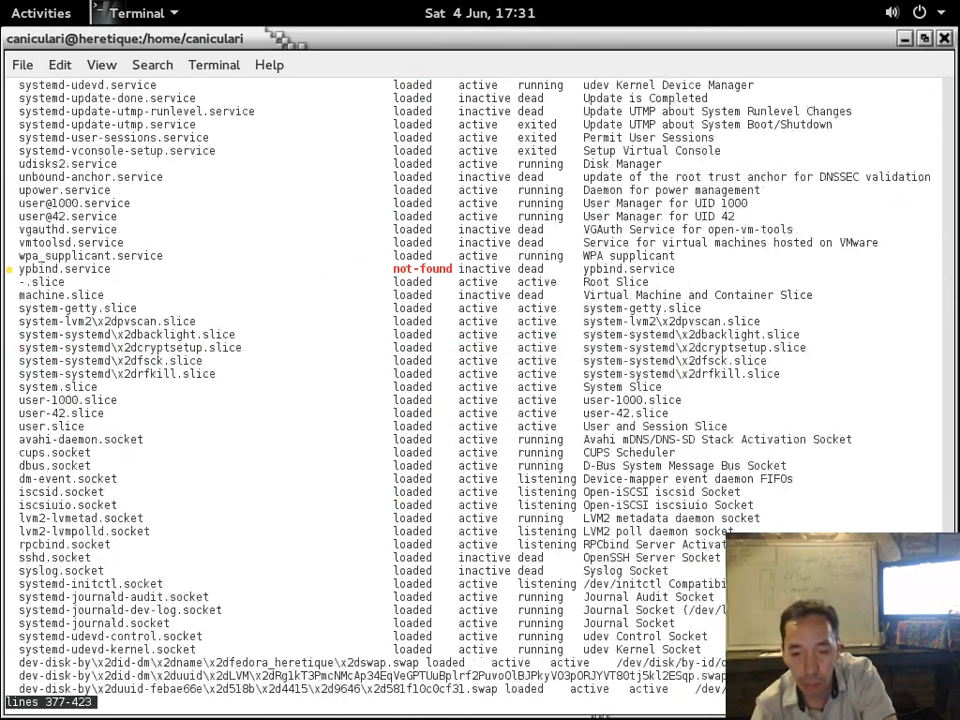 Activities Terminal Sat 4 Jun, 17:31
caniculari@heretique:/home/caniculari
File Edit View Search Terminal Help
systemd-udevd.service loaded active running udev Kernel Device Manager
systemd-update-done.service loaded inactive dead Update is Completed
systemd-update-utmp-runlevel.service loaded inactive dead Update UTMP about System Runlevel Changes
systemd-update-utmp.service loaded active exited Update UTMP about System Boot/Shutdown
systemd-user-sessions.service loaded active exited Permit User Sessions
systemd-vconsole-setup.service loaded active exited Setup Virtual Console
udisks2.service loaded active running Disk Manager
unbound-anchor.service loaded inactive dead update of the root trust anchor for DNSSEC validation
upower.service loaded active running Daemon for power management
user@1000.service loaded active running User Manager for UID 1000
user@42.service loaded active running User Manager for UID 42
vgauthd.service loaded inactive dead VGAuth Service for open-vm-tools
vmtoolsd.service loaded inactive dead Service for virtual machines hosted on VMware
wpa_supplicant.service loaded active running WPA supplicant
ypbind.service not-found inactive dead ypbind.service
-.slice loaded active active Root Slice
machine.slice loaded inactive dead Virtual Machine and Container Slice
system-getty.slice loaded active active system-getty.slice
system-lvm2\x2dpvscan.slice loaded active active system-lvm2\x2dpvscan.slice
system-systemd\x2dbacklight.slice loaded active active system-systemd\x2dbacklight.slice
system-systemd\x2dcryptsetup.slice loaded active active system-systemd\x2dcryptsetup.slice
system-systemd\x2dfsck.slice loaded active active system-systemd\x2dfsck.slice
system-systemd\x2drfkill.slice loaded active active system-systemd\x2drfkill.slice
system.slice loaded active active System Slice
user-1000.slice loaded active active user-1000.slice
user-42.slice loaded active active user-42.slice
user.slice loaded active active User and Session Slice
avahi-daemon.socket loaded active running Avahi mDNS/DNS-SD Stack Activation Socket
cups.socket loaded active running CUPS Scheduler
dbus.socket loaded active running D-Bus System Message Bus Socket
dm-event.socket loaded active listening Device-mapper event daemon FIFOs
iscsid.socket loaded active listening Open-iSCSI iscsid Socket
iscsiuio.socket loaded active listening Open-iSCSI iscsiuio Socket
lvm2-lvmetad.socket loaded active running LVM2 metadata daemon socket
lvm2-lvmpolld.socket loaded active listening LVM2 poll daemon socket
rpcbind.socket loaded active listening RPCbind Server Activat
sshd.socket loaded inactive dead OpenSSH Server Socket
syslog.socket loaded inactive dead Syslog Socket
systemd-initctl.socket loaded active listening /dev/initctl Compatibi
systemd-journald-audit.socket loaded active running Journal Audit Socket
systemd-journald-dev-log.socket loaded active running Journal Socket (/dev/l
systemd-journald.socket loaded active running Journal Socket
systemd-udevd-control.socket loaded active running udev Control Socket
systemd-udevd-kernel.socket loaded active running udev Kernel Socket
dev-disk-by\x2did-dm\x2dname\x2dfedora_heretique\x2dswap.swap loaded active active /dev/disk/by-id/d
dev-disk-by\x2duuid-febae66e\x2d518b\x2d4415\x2d9646\x2d581f10c0cf31.swap loaded active active /dev/
lines 377-423